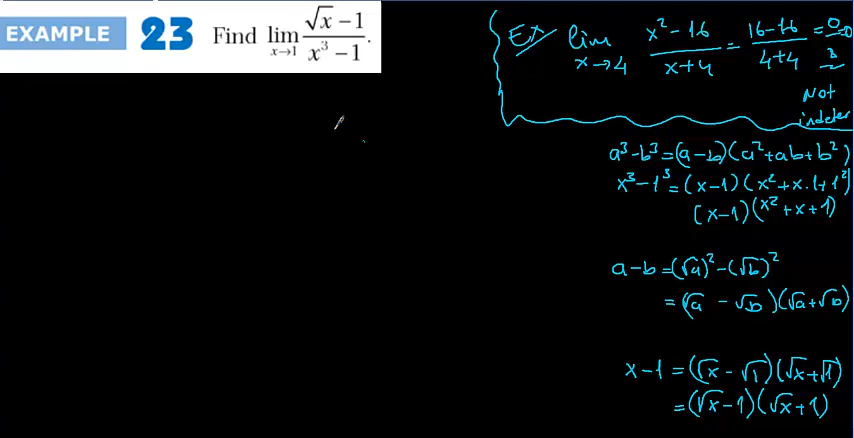 EXAMPLE 23 Find lim x→1 (√x − 1)/(x³ − 1).
Ex lim x→4 (x² − 16)/(x + 4) = (16 − 16)/(4 + 4) = 0/8 = 0
Not
indeter
a³ − b³ = (a − b)(a² + ab + b²)
x³ − 1³ = (x − 1)(x² + x.1 + 1²)
(x − 1)(x² + x + 1)
a − b = (√a)² − (√b)²
= (√a − √b)(√a + √b)
x − 1 = (√x − √1)(√x + √1)
= (√x − 1)(√x + 1)